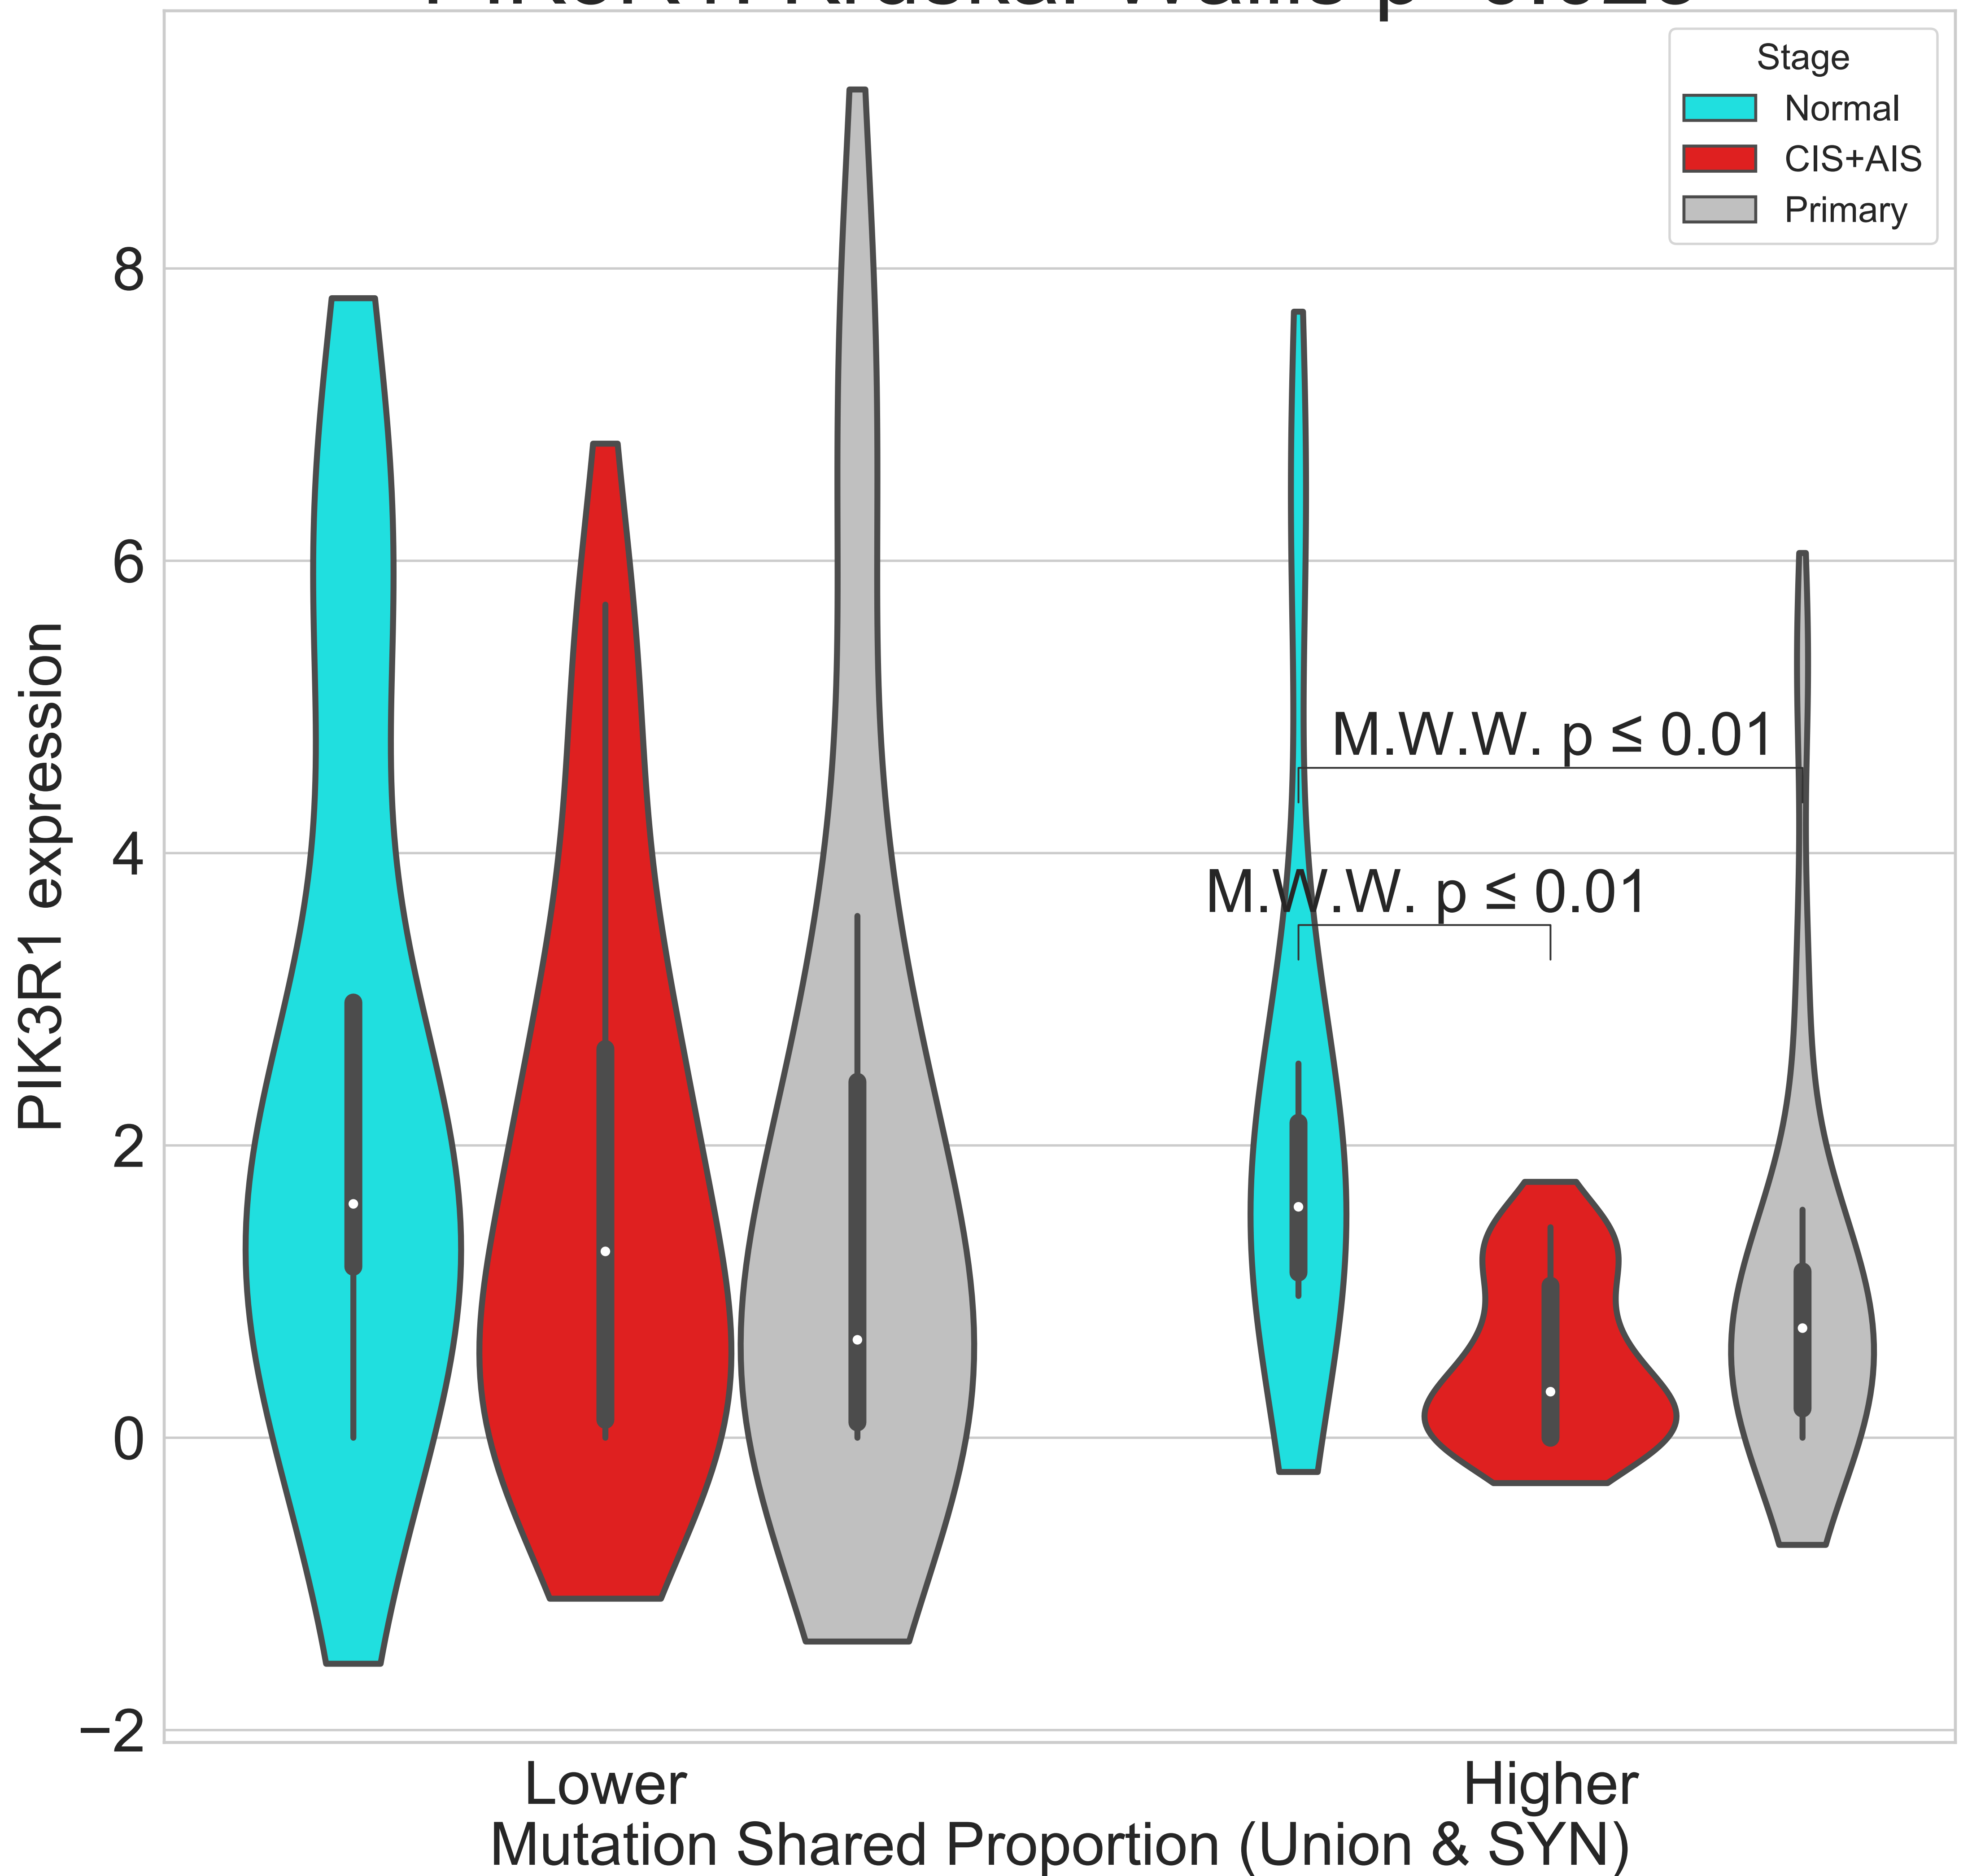 Stage
Normal
CIS+AIS
Primary
8
6
4
2
0
−2
PIK3R1 expression
M.W.W. p ≤ 0.01
M.W.W. p ≤ 0.01
Lower
Higher
Mutation Shared Proportion (Union & SYN)